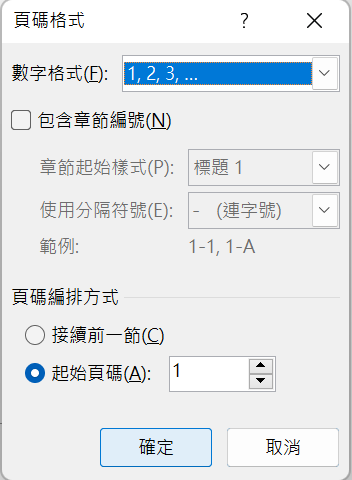 頁碼格式 ? ×
數字格式(F): 1, 2, 3, ...
包含章節編號(N)
章節起始樣式(P): 標題 1
使用分隔符號(E): - (連字號)
範例: 1-1, 1-A
頁碼編排方式
接續前一節(C)
起始頁碼(A): 1
確定 取消